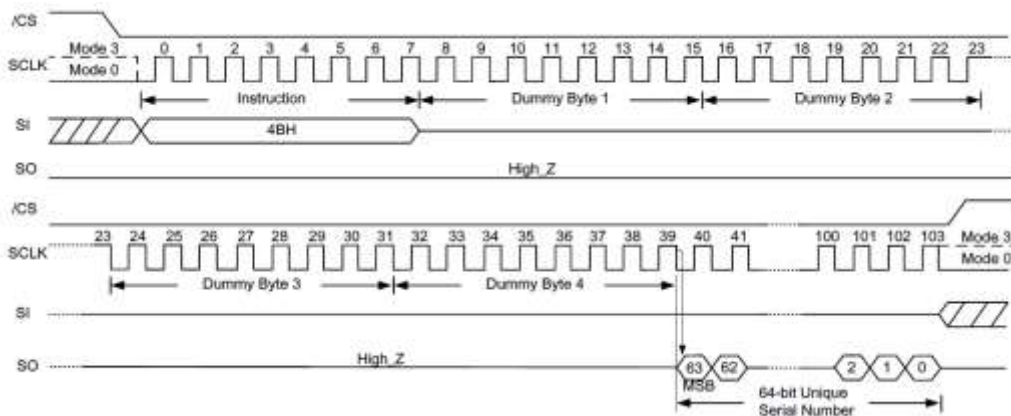 /CS
Mode 3 0 1 2 3 4 5 6 7 8 9 10 11 12 13 14 15 16 17 18 19 20 21 22 23
SCLK Mode 0
Instruction Dummy Byte 1 Dummy Byte 2
SI 4BH
SO High_Z
/CS
23 24 25 26 27 28 29 30 31 32 33 34 35 36 37 38 39 40 41 100 101 102 103 Mode 3
SCLK Mode 0
Dummy Byte 3 Dummy Byte 4
SI
SO High_Z 63 62 2 1 0
MSB 64-bit Unique
Serial Number